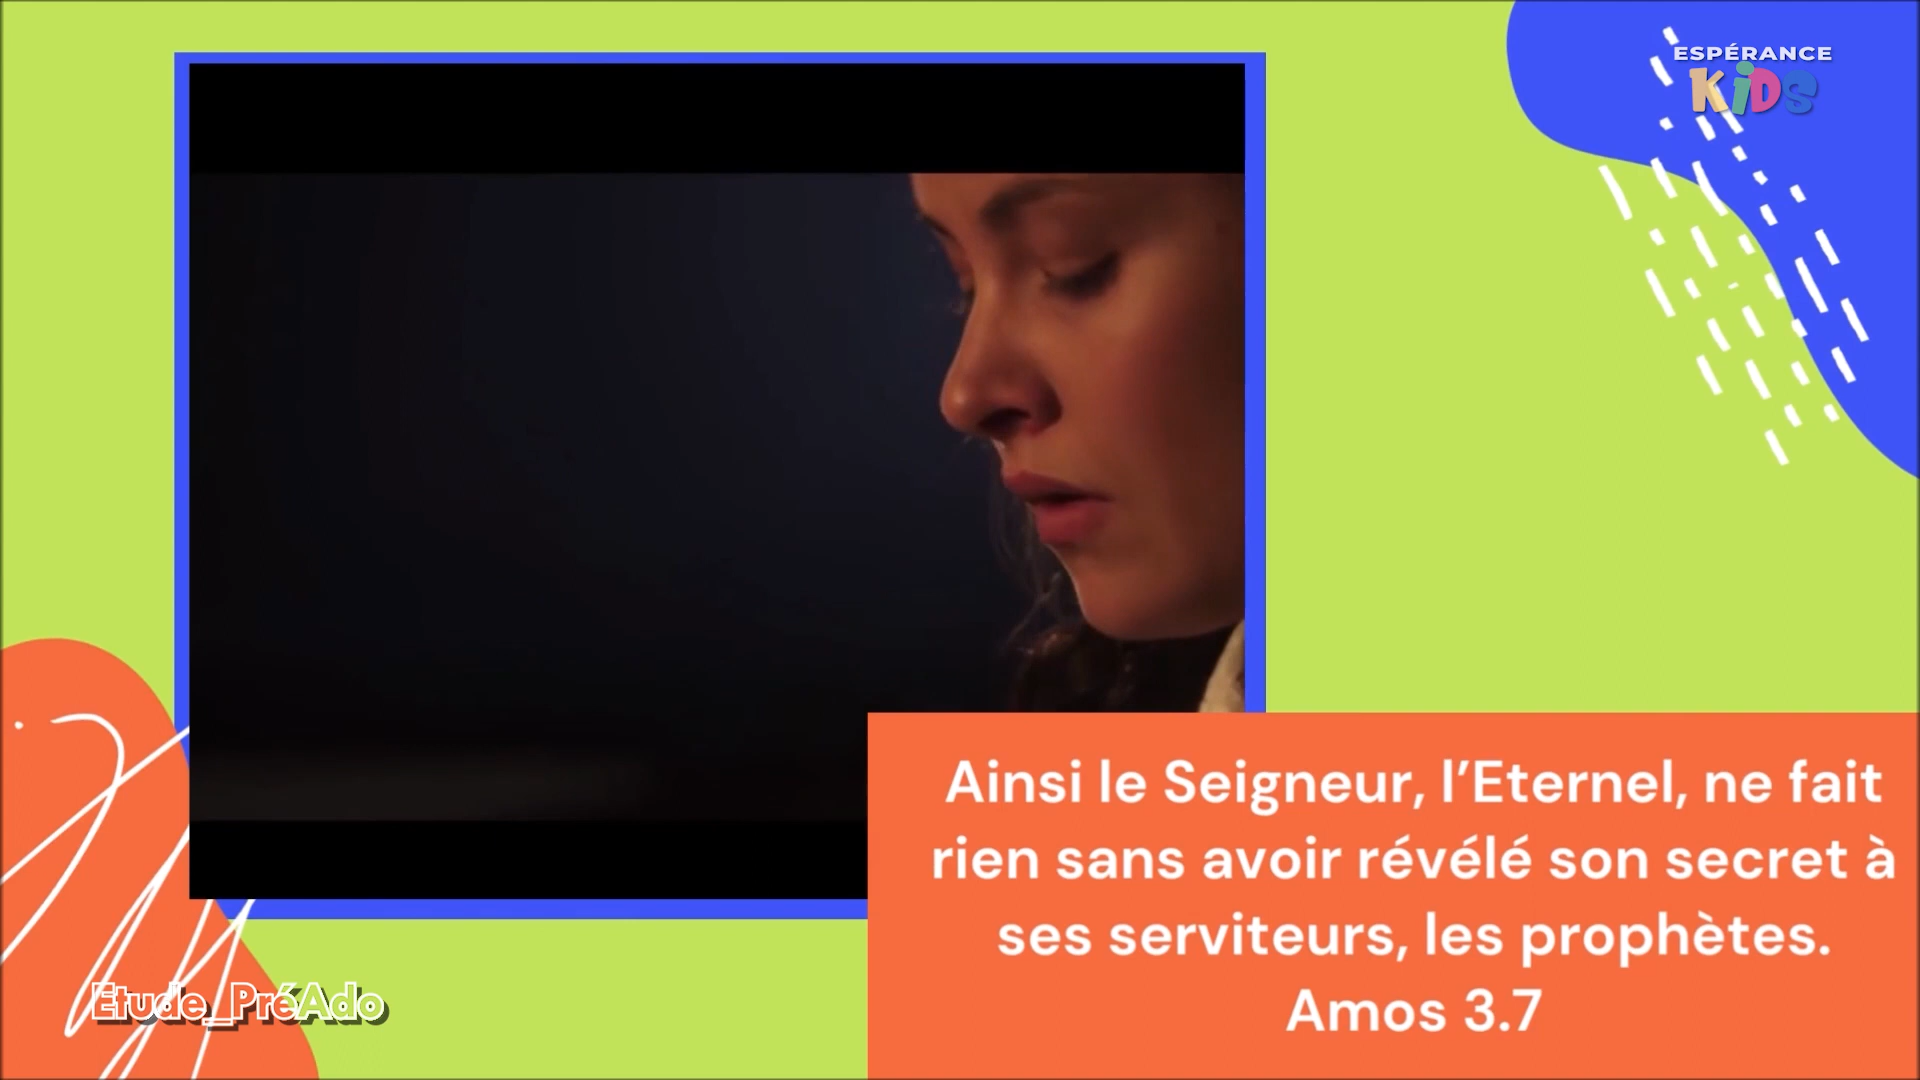 ESPÉRANCE
KiDS
Ainsi le Seigneur, l’Eternel, ne fait
rien sans avoir révélé son secret à
ses serviteurs, les prophètes.
Amos 3.7
Etude_PréAdo